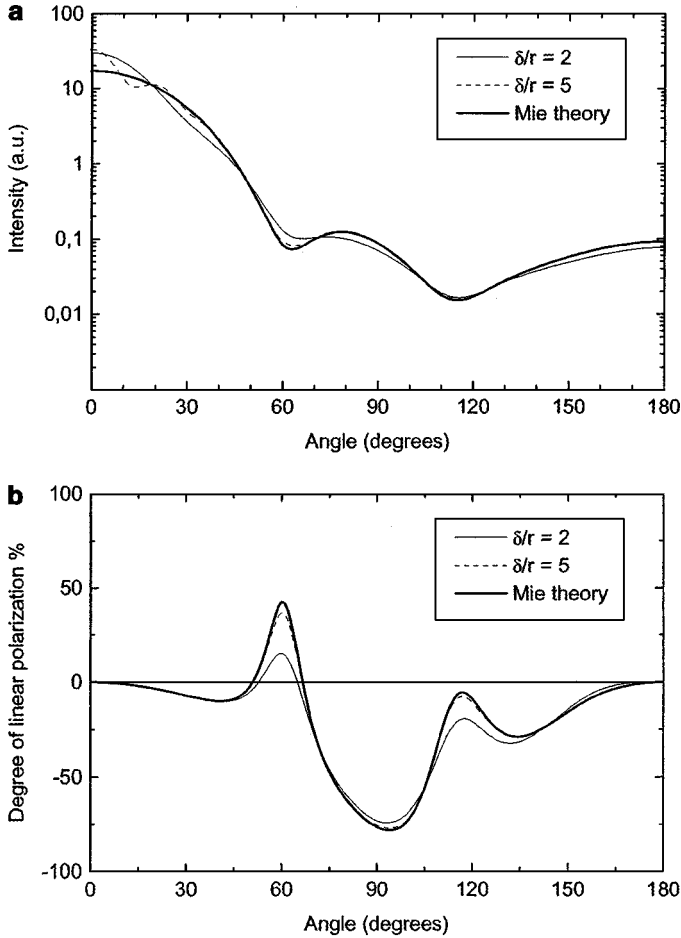 a
100
10
1
0,1
0,01
Intensity (a.u.)
δ/r = 2
δ/r = 5
Mie theory
0 30 60 90 120 150 180
Angle (degrees)
b
100
50
0
-50
-100
Degree of linear polarization %
δ/r = 2
δ/r = 5
Mie theory
0 30 60 90 120 150 180
Angle (degrees)